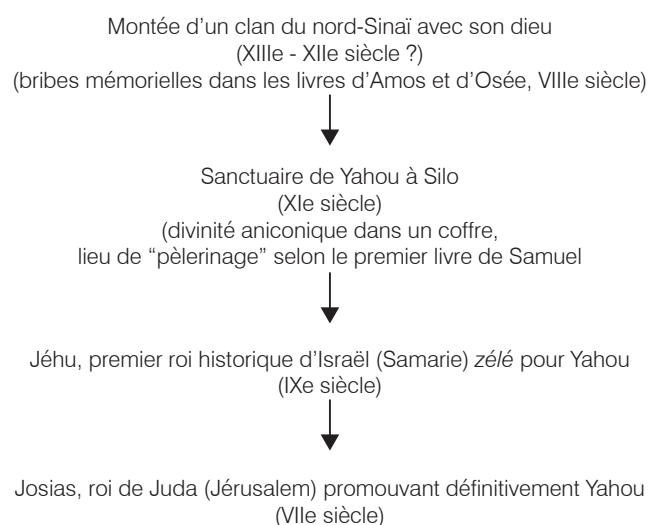 Montée d’un clan du nord-Sinaï avec son dieu
(XIIIe - XIIe siècle ?)
(bribes mémorielles dans les livres d’Amos et d’Osée, VIIIe siècle)
Sanctuaire de Yahou à Silo
(XIe siècle)
(divinité aniconique dans un coffre,
lieu de “pèlerinage” selon le premier livre de Samuel
Jéhu, premier roi historique d’Israël (Samarie) zélé pour Yahou
(IXe siècle)
Josias, roi de Juda (Jérusalem) promouvant définitivement Yahou
(VIIe siècle)